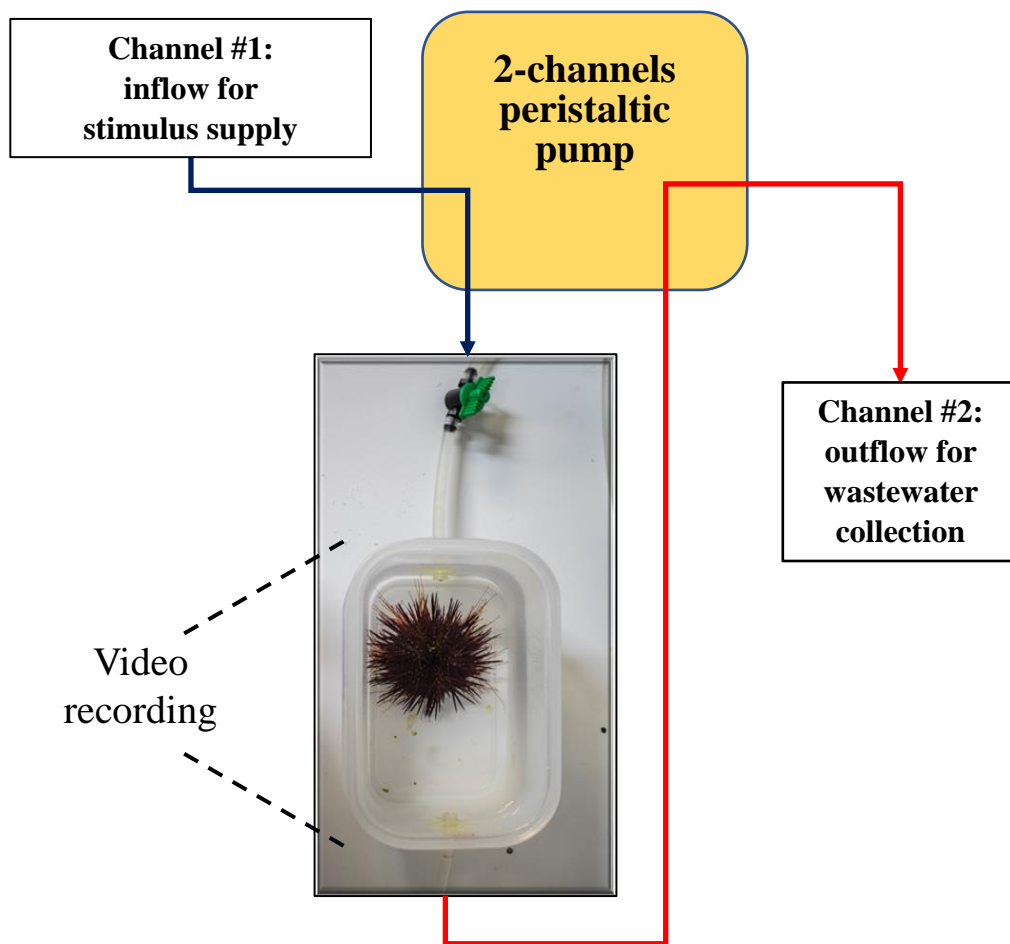 Channel #1:
inflow for
stimulus supply
2-channels
peristaltic
pump
Channel #2:
outflow for
wastewater
collection
Video
recording